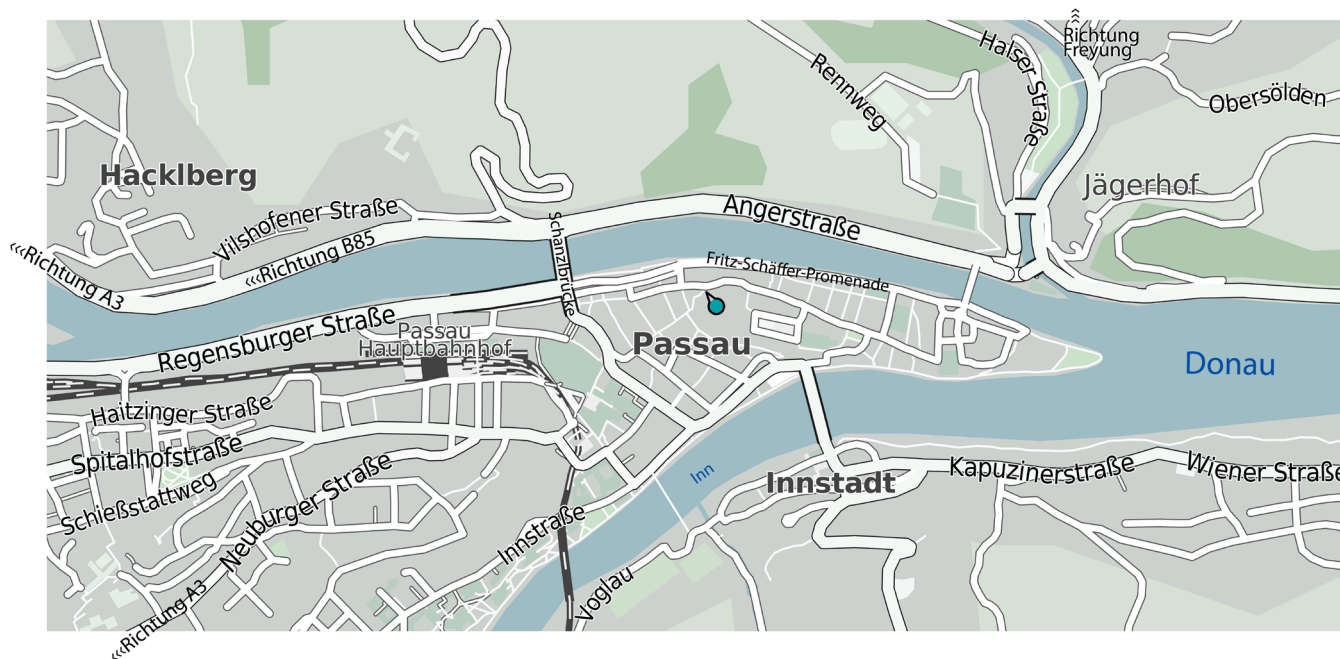 ‹‹‹
Richtung
Freyung
Halser Straße
Rennweg
Obersölden
Hacklberg
Jägerhof
Vilshofener Straße
Angerstraße
‹‹‹Richtung A3
‹‹‹Richtung B85
Schanzlbrücke
Fritz-Schäffer-Promenade
Regensburger Straße
Passau
Hauptbahnhof
Passau
Donau
Haitzinger Straße
Spitalhofstraße
Schießstattweg
Neuburger Straße
Inn
Innstadt
Kapuzinerstraße
Wiener Straße
Innstraße
Voglau
‹‹‹Richtung A3